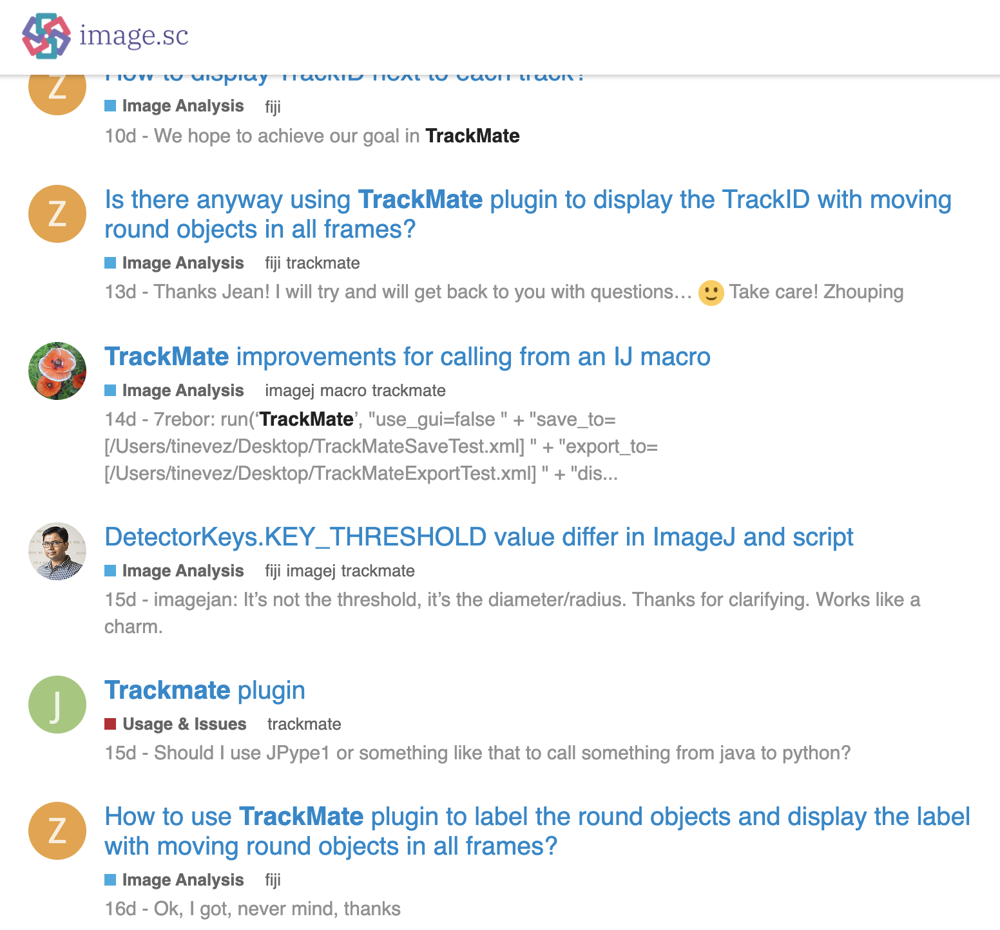 image.sc
How to display TrackID next to each track?
Z
Image Analysis fiji
10d - We hope to achieve our goal in TrackMate
Z
Is there anyway using TrackMate plugin to display the TrackID with moving
round objects in all frames?
Image Analysis fiji trackmate
13d - Thanks Jean! I will try and will get back to you with questions… 🙂 Take care! Zhouping
TrackMate improvements for calling from an IJ macro
Image Analysis imagej macro trackmate
14d - 7rebor: run(‘TrackMate’, "use_gui=false " + "save_to=
[/Users/tinevez/Desktop/TrackMateSaveTest.xml] " + "export_to=
[/Users/tinevez/Desktop/TrackMateExportTest.xml] " + "dis...
DetectorKeys.KEY_THRESHOLD value differ in ImageJ and script
Image Analysis fiji imagej trackmate
15d - imagejan: It’s not the threshold, it’s the diameter/radius. Thanks for clarifying. Works like a
charm.
J
Trackmate plugin
Usage & Issues trackmate
15d - Should I use JPype1 or something like that to call something from java to python?
Z
How to use TrackMate plugin to label the round objects and display the label
with moving round objects in all frames?
Image Analysis fiji
16d - Ok, I got, never mind, thanks